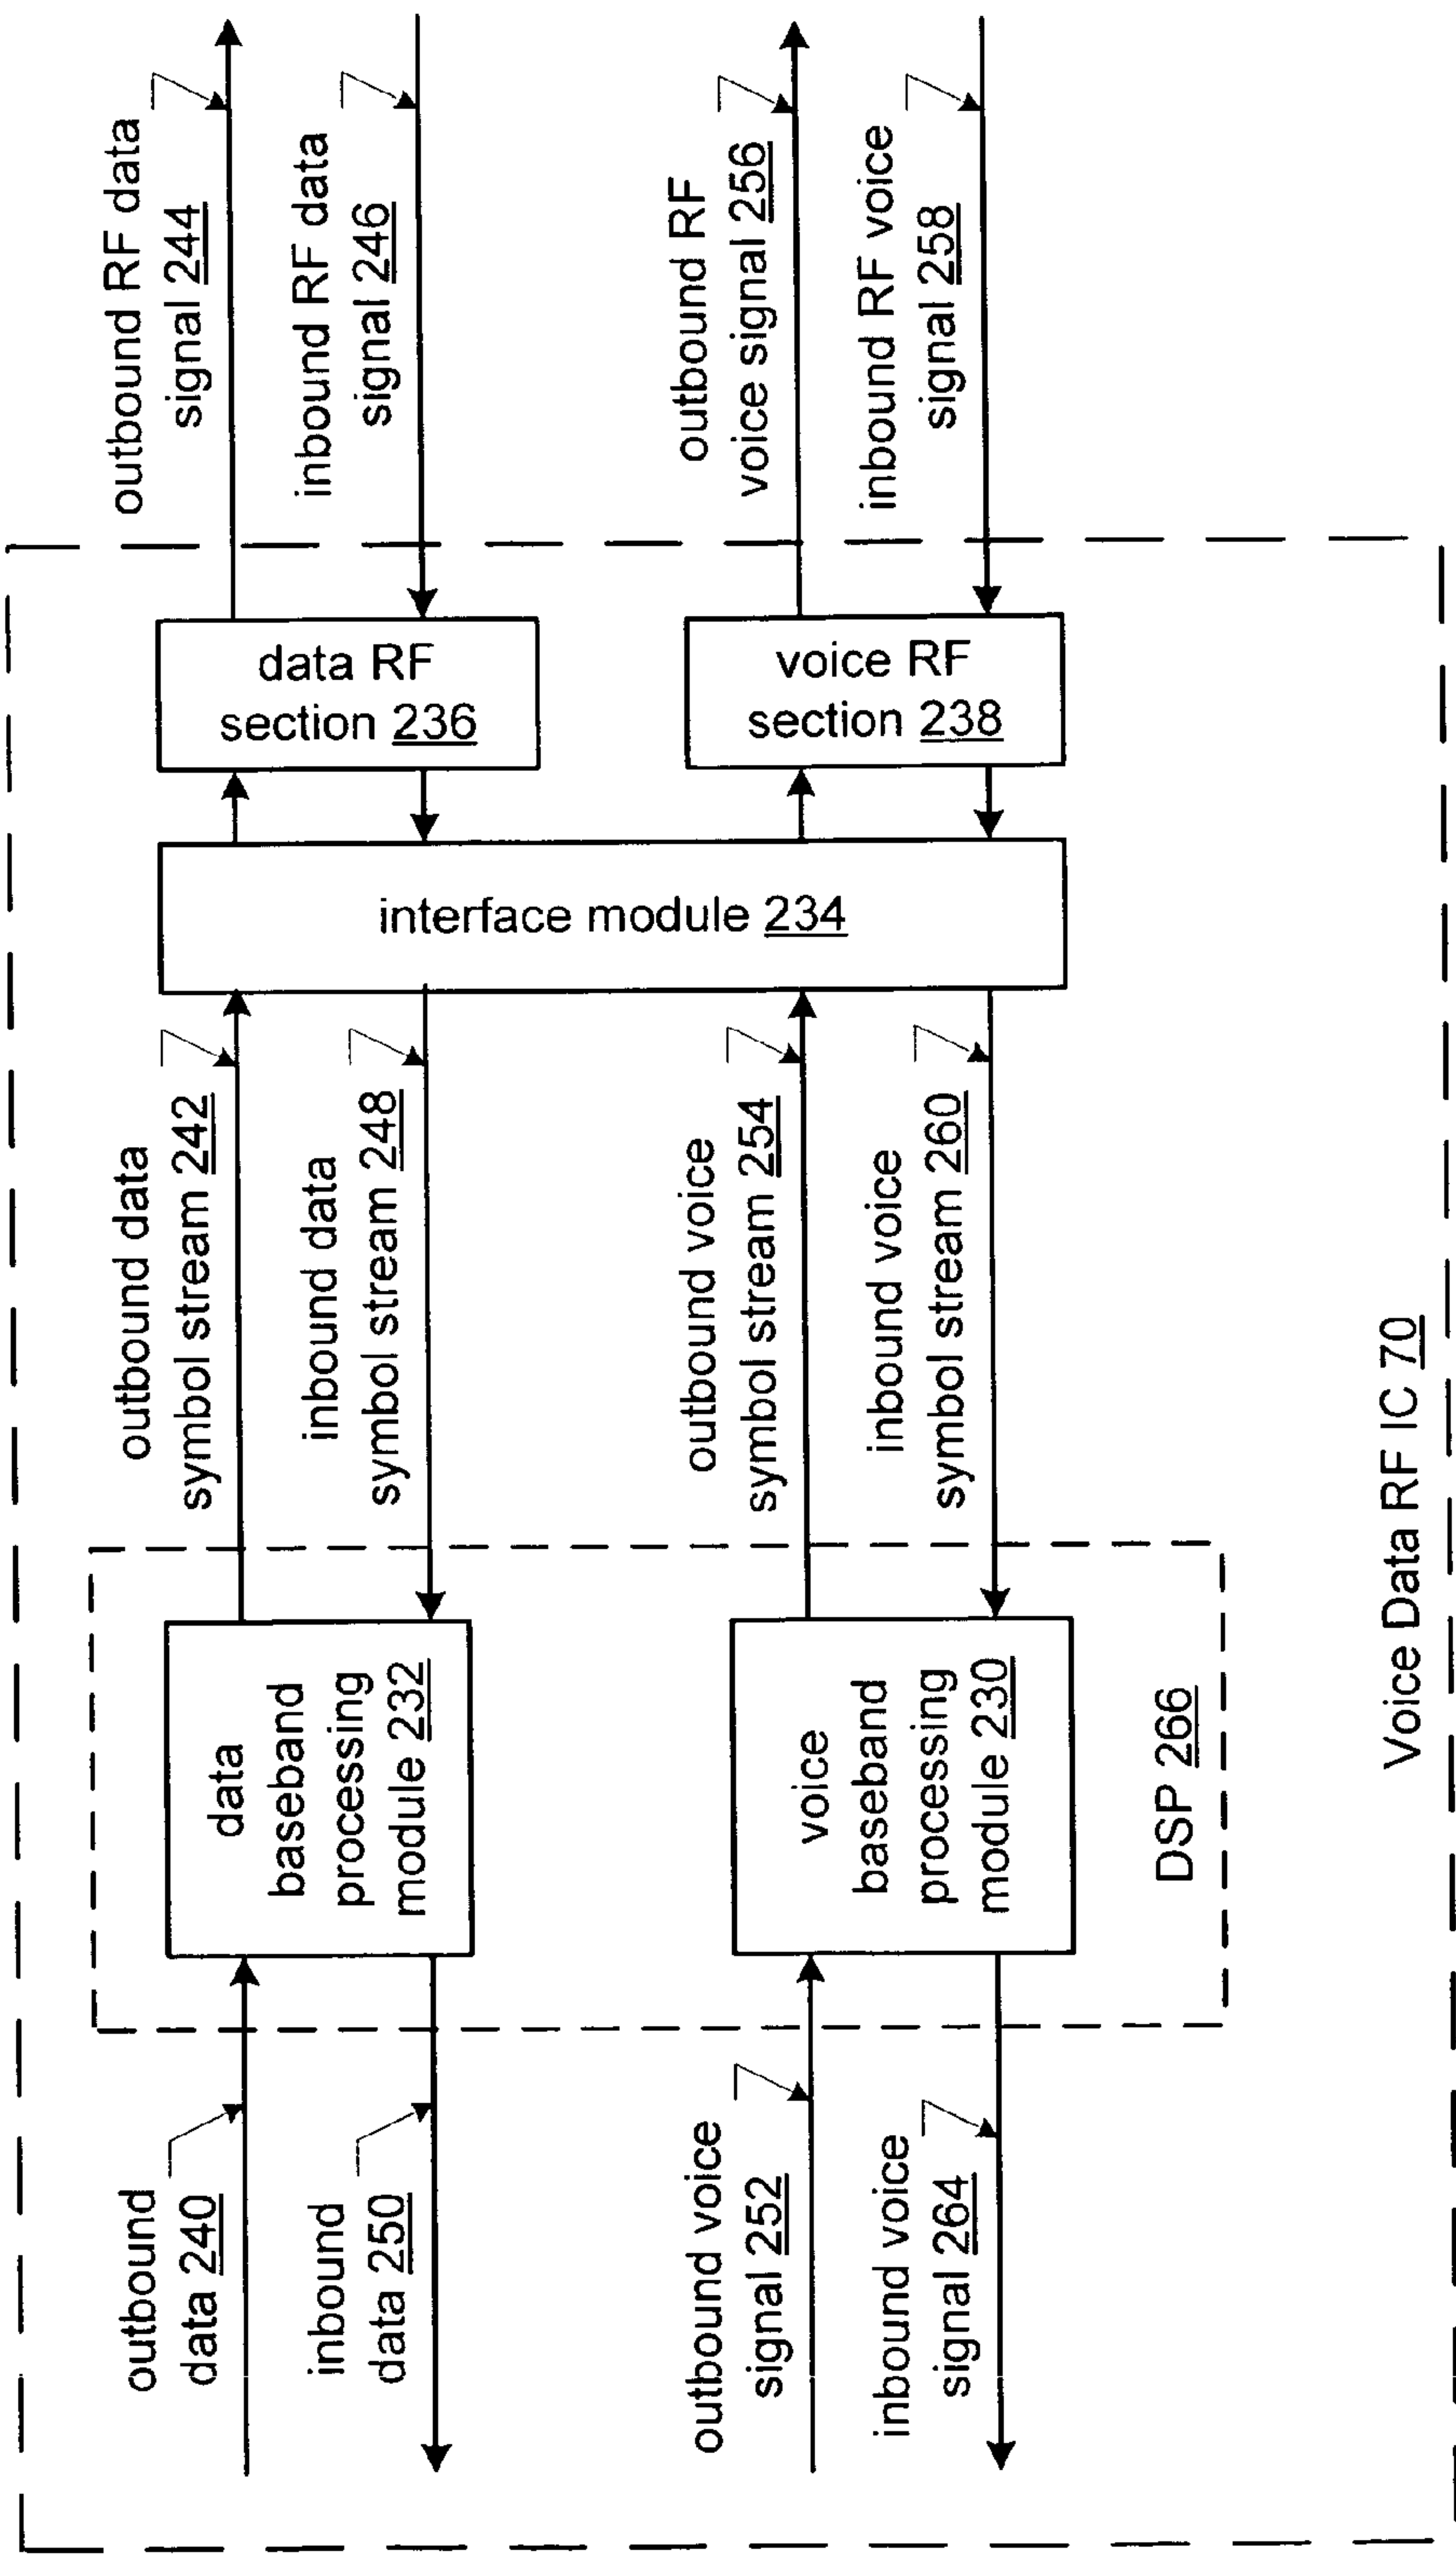 outbound
data 240
outbound data
symbol stream 242
outbound RF data
signal 244
inbound
data 250
data
baseband
processing
module 232
inbound data
symbol stream 248
interface module 234
data RF
section 236
inbound RF data
signal 246
outbound voice
signal 252
outbound voice
symbol stream 254
outbound RF
voice signal 256
inbound voice
signal 264
voice
baseband
processing
module 230
inbound voice
symbol stream 260
voice RF
section 238
inbound RF voice
signal 258
DSP 266
Voice Data RF IC 70